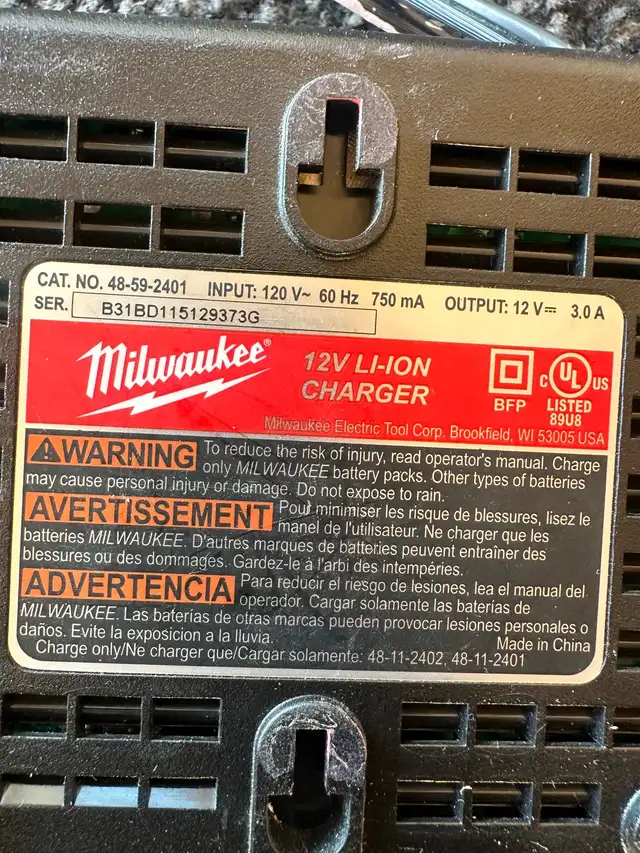 CAT. NO. 48-59-2401 INPUT: 120 V~ 60 Hz 750 mA OUTPUT: 12 V⎓ 3.0 A
SER. B31BD115129373G
Milwaukee®
12V LI-ION
CHARGER
BFP
C UL US
LISTED
89U8
Milwaukee Electric Tool Corp. Brookfield, WI 53005 USA
⚠WARNING To reduce the risk of injury, read operator's manual. Charge
only MILWAUKEE battery packs. Other types of batteries
may cause personal injury or damage. Do not expose to rain.
AVERTISSEMENT Pour minimiser les risque de blessures, lisez le
manel de l'utilisateur. Ne charger que les
batteries MILWAUKEE. D'autres marques de batteries peuvent entraîner des
blessures ou des dommages. Gardez-le à l'arbi des intempéries.
ADVERTENCIA Para reducir el riesgo de lesiones, lea el manual del
operador. Cargar solamente las baterías de
MILWAUKEE. Las baterías de otras marcas pueden provocar lesiones personales o
daños. Evite la exposicion a la lluvia.
Made in China
Charge only/Ne charger que/Cargar solamente: 48-11-2402, 48-11-2401